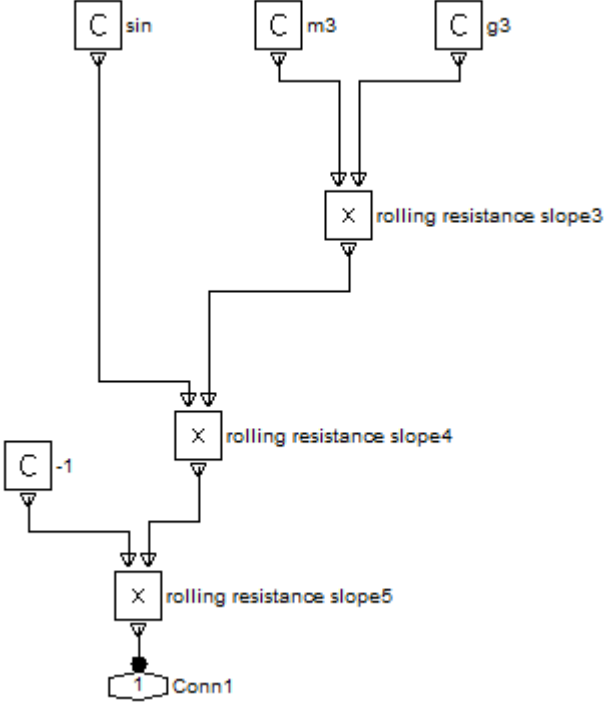 C sin
C m3
C g3
X rolling resistance slope3
X rolling resistance slope4
C -1
X rolling resistance slope5
1 Conn1